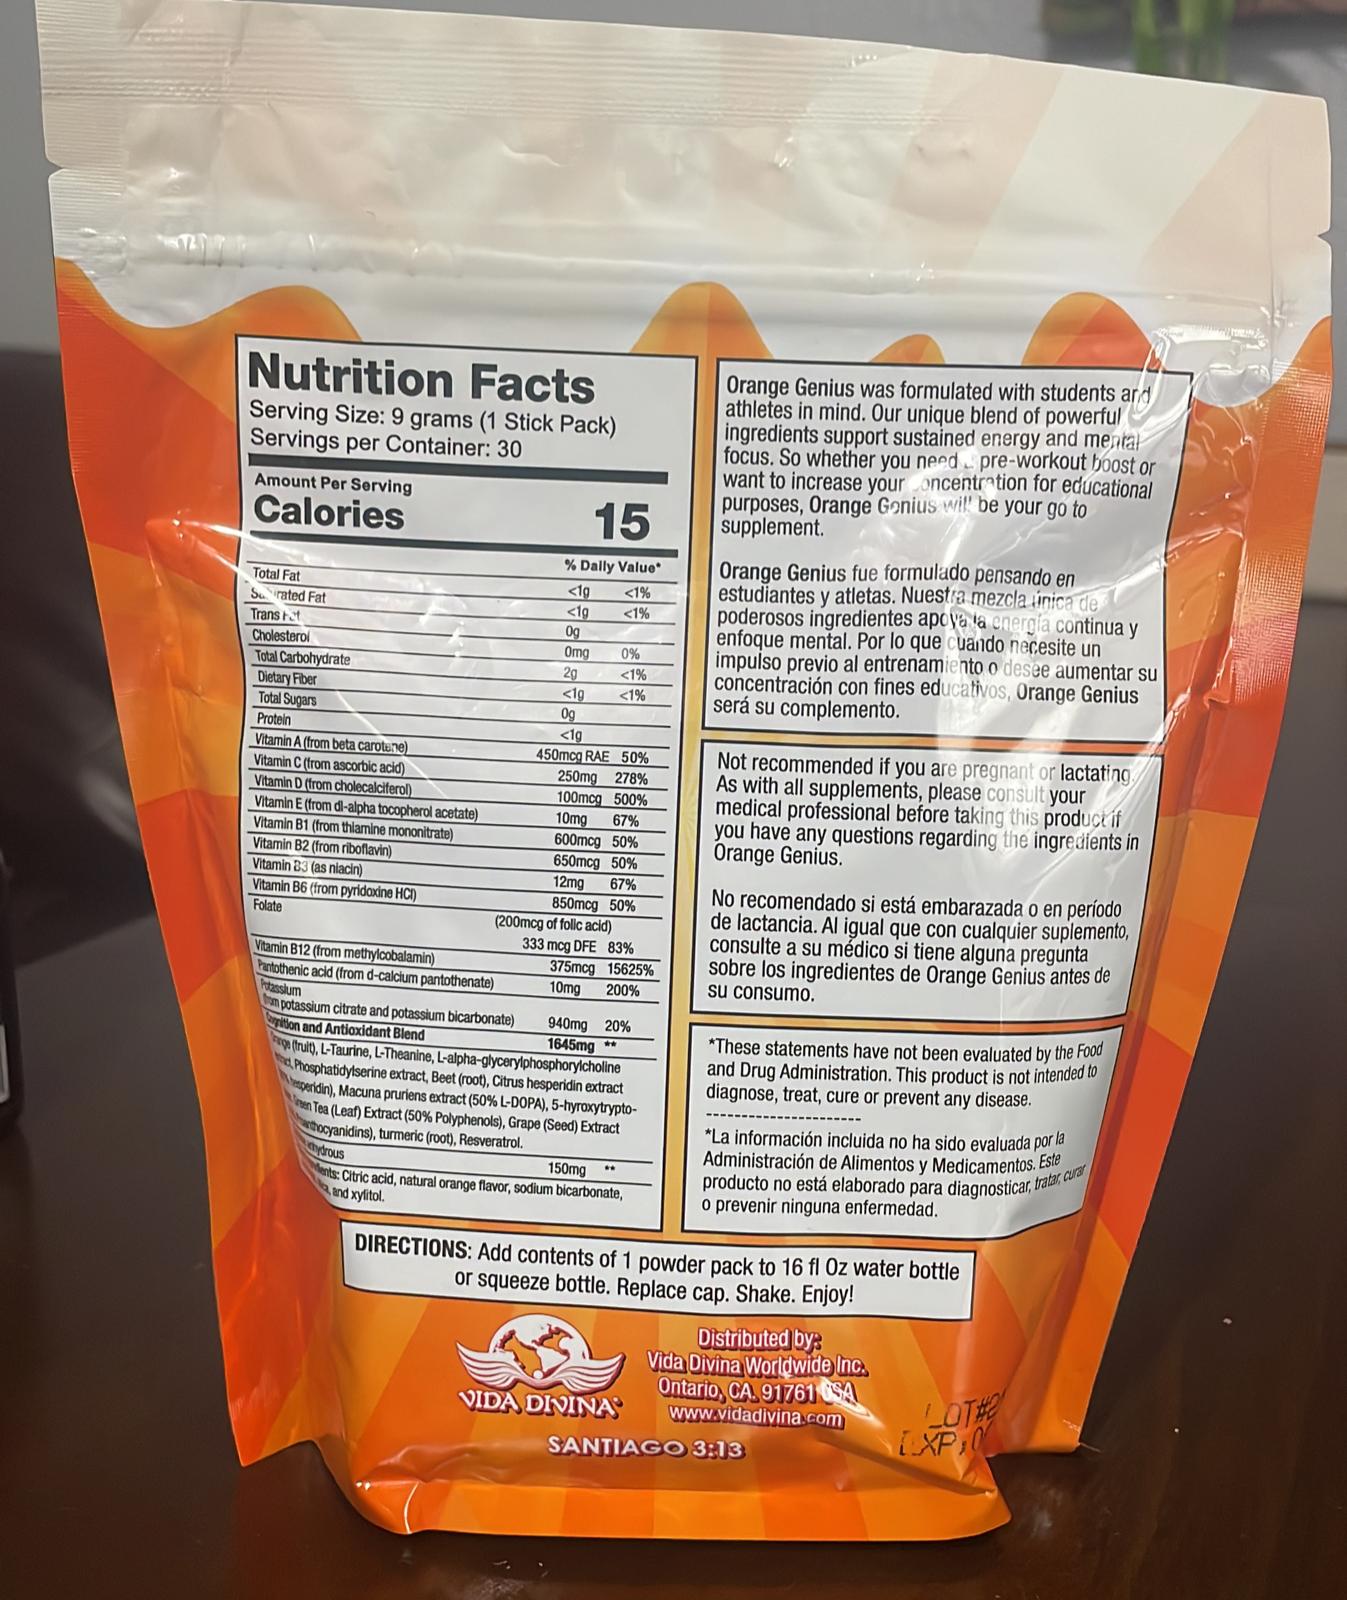 Nutrition Facts
Serving Size: 9 grams (1 Stick Pack)
Servings per Container: 30
Amount Per Serving
Calories 15
% Daily Value*
Total Fat <1g <1%
Fat <1g <1%
Trans 0g
Cholesterol 0mg 0%
Total Carbohydrate 2g <1%
Dietary Fiber <1g <1%
Total Sugars 0g
Protein <1g
Vitamin A (from beta carotene) 450mcg RAE 50%
Vitamin C (from ascorbic acid) 250mg 278%
Vitamin D (from cholecalciferol) 100mcg 500%
Vitamin E (from dl-alpha tocopherol acetate) 10mg 67%
Vitamin B1 (from thiamine mononitrate) 600mcg 50%
Vitamin B2 (from riboflavin) 650mcg 50%
Vitamin B3 (as niacin) 12mg 67%
Vitamin B6 (from pyridoxine HCl) 850mcg 50%
Folate (200mcg of folic acid)
333 mcg DFE 83%
Vitamin B12 (from methylcobalamin) 375mcg 15625%
Pantothenic acid (from d-calcium pantothenate) 10mg 200%
Potassium
potassium citrate and potassium bicarbonate) 940mg 20%
and Antioxidant Blend 1645mg **
(fruit), L-Taurine, L-Theanine, L-alpha-glycerylphosphorylcholine
Phosphatidylserine extract, Beet (root), Citrus hesperidin extract
hesperidin), Macuna pruriens extract (50% L-DOPA), 5-hyroxytrypto-
Green Tea (Leaf) Extract (50% Polyphenols), Grape (Seed) Extract
turmeric (root), Resveratrol.
150mg **
Citric acid, natural orange flavor, sodium bicarbonate,
and xylitol.
Orange Genius was formulated with students and
athletes in mind. Our unique blend of powerful
ingredients support sustained energy and mental
focus. So whether you need pre-workout boost or
want to increase your concentration for educational
purposes, Orange Genius will be your go to
supplement.
Orange Genius fue formulado pensando en
estudiantes y atletas. Nuestra mezcla única de
poderosos ingredientes apoya la energía continua y
enfoque mental. Por lo que cuando necesite un
impulso previo al entrenamiento o desee aumentar su
concentración con fines educativos, Orange Genius
será su complemento.
Not recommended if you are pregnant or lactating.
As with all supplements, please consult your
medical professional before taking this product if
you have any questions regarding the ingredients in
Orange Genius.
No recomendado si está embarazada o en período
de lactancia. Al igual que con cualquier suplemento,
consulte a su médico si tiene alguna pregunta
sobre los ingredientes de Orange Genius antes de
su consumo.
*These statements have not been evaluated by the Food
and Drug Administration. This product is not intended to
diagnose, treat, cure or prevent any disease.
----------------------
*La información incluida no ha sido evaluada por la
Administración de Alimentos y Medicamentos. Este
producto no está elaborado para diagnosticar, tratar, curar
o prevenir ninguna enfermedad.
DIRECTIONS: Add contents of 1 powder pack to 16 fl Oz water bottle
or squeeze bottle. Replace cap. Shake. Enjoy!
VIDA DIVINA®
Distributed by:
Vida Divina Worldwide Inc.
Ontario, CA. 91761 USA
www.vidadivina.com
SANTIAGO 3:13
LOT#
EXP